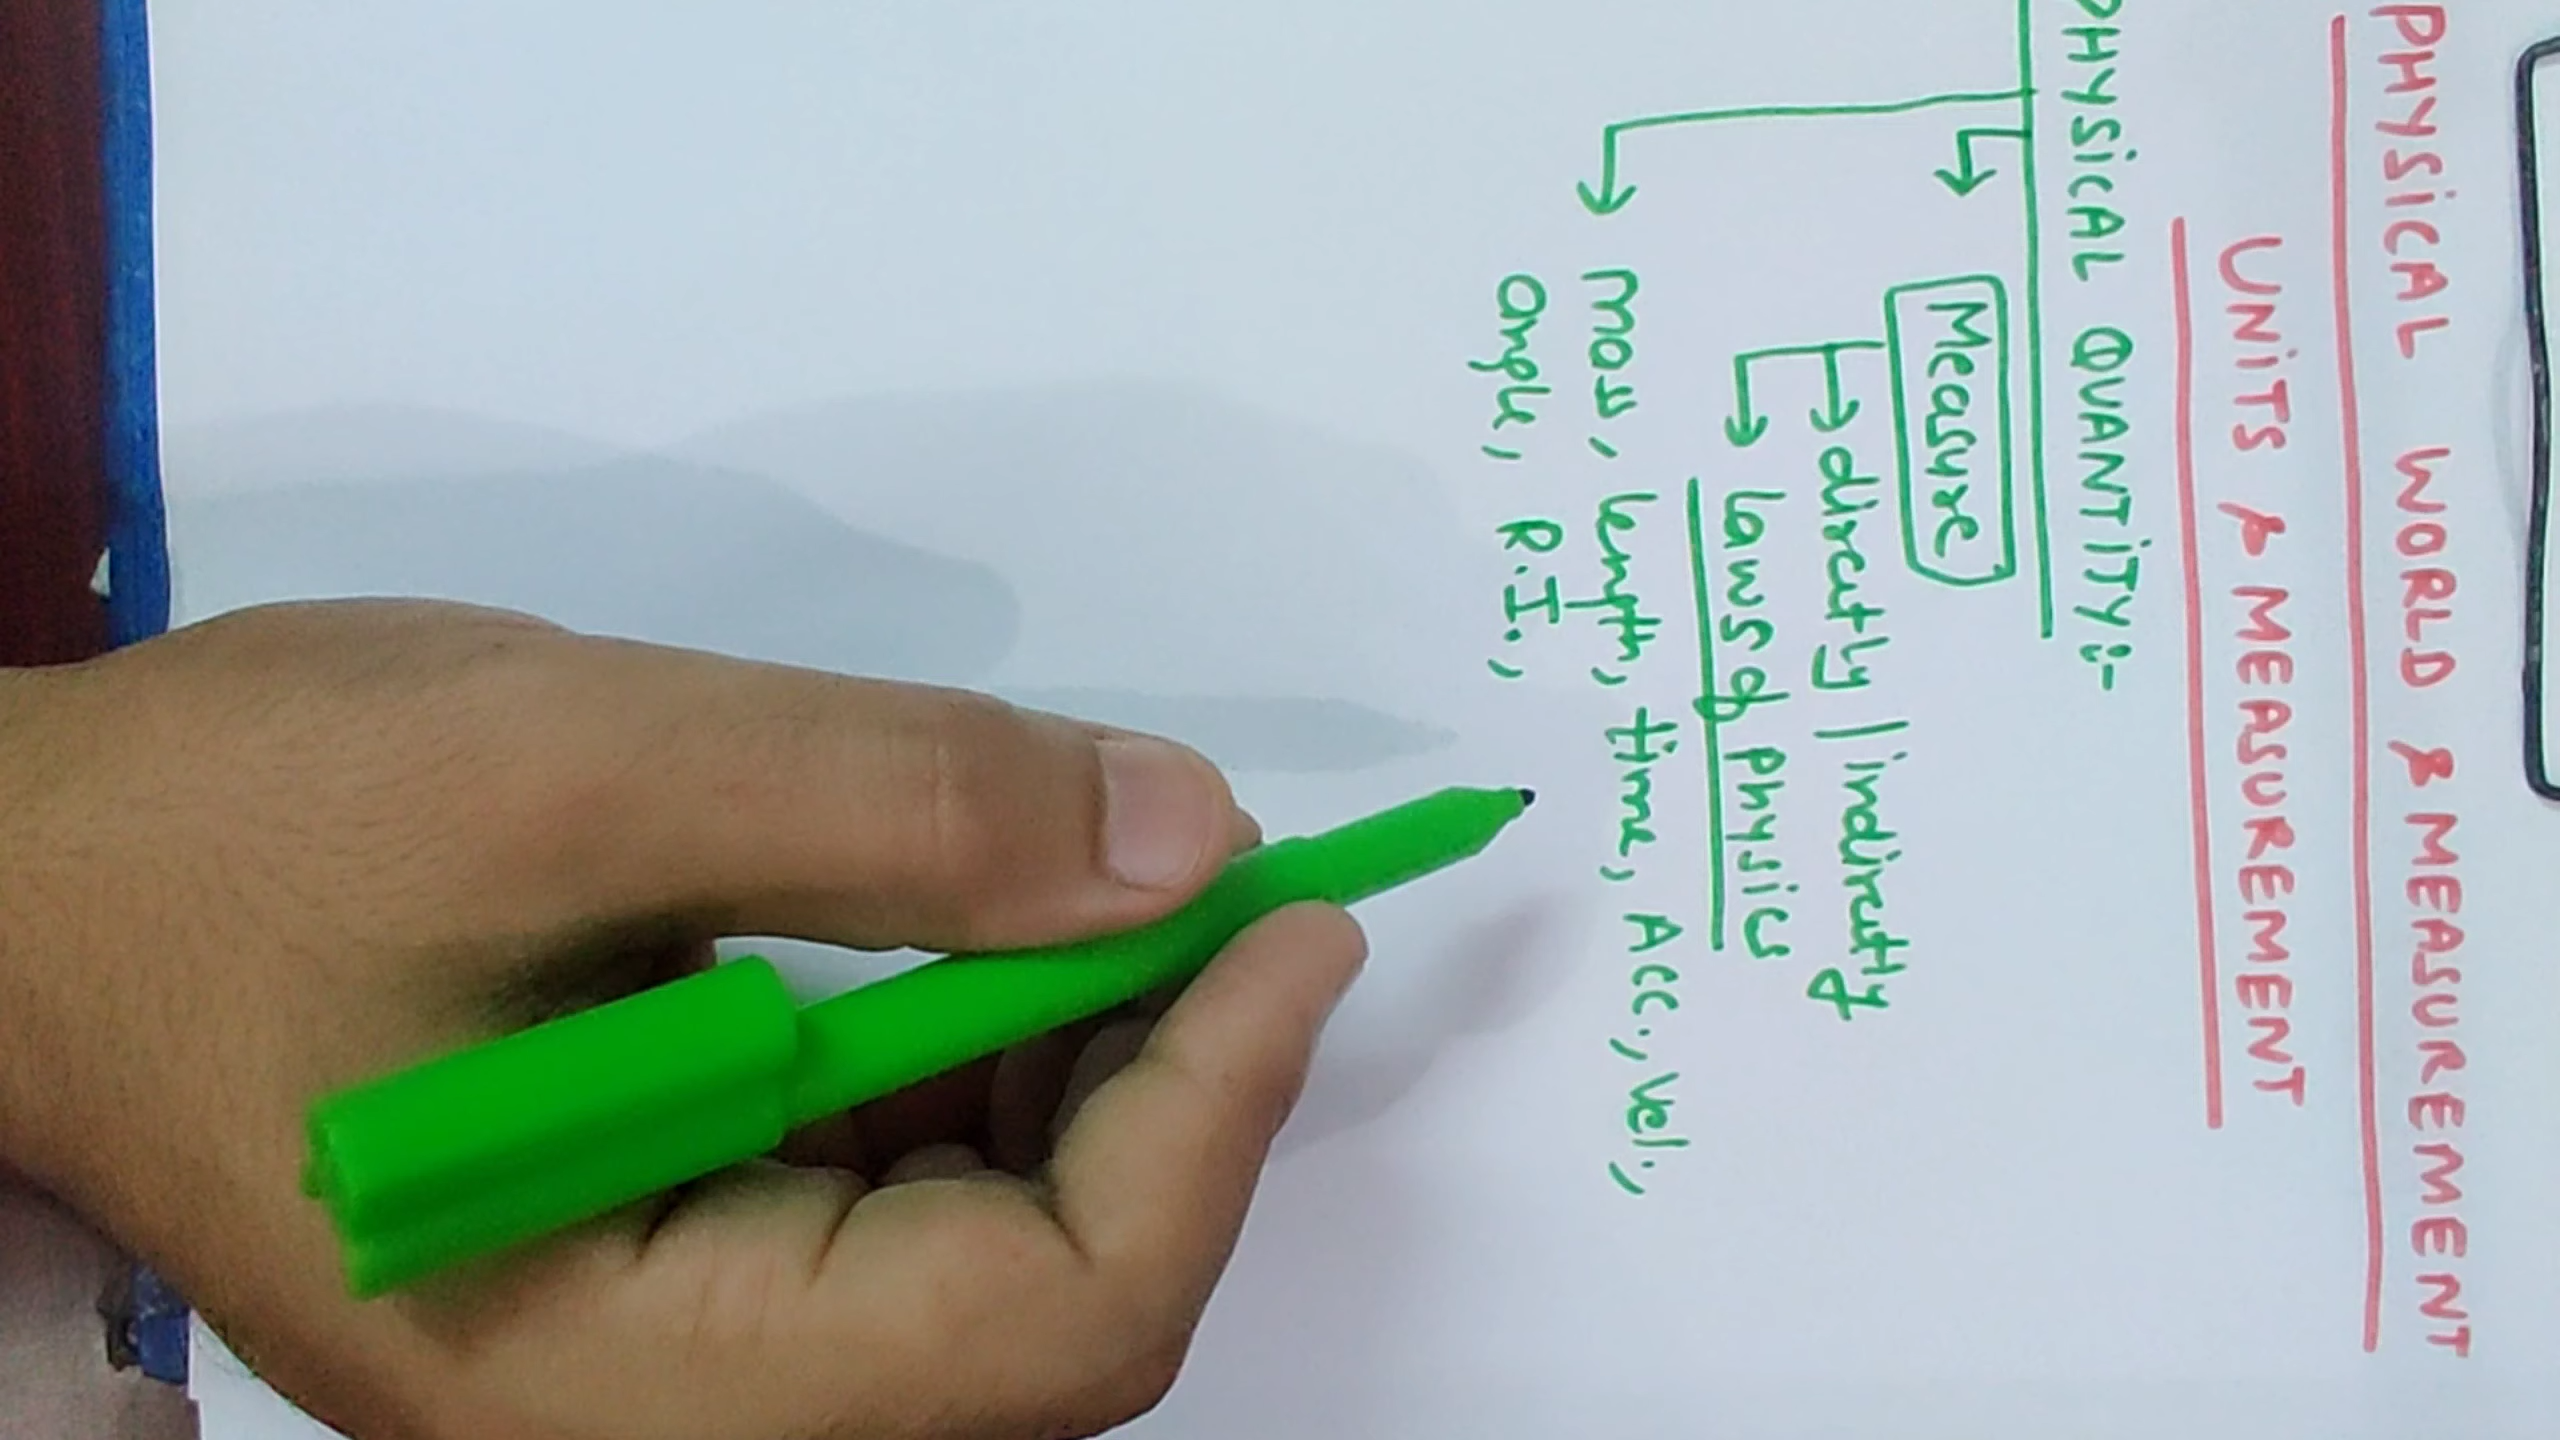 PHYSICAL WORLD & MEASUREMENT
UNITS & MEASUREMENT
PHYSICAL QUANTITY:-
Measure
directly | indirectly
laws of physics
Mass, length, time, Acc., Vel.,
angle, R.I.,